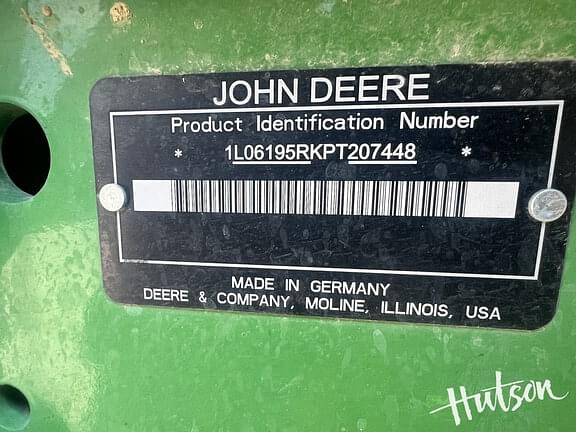 JOHN DEERE
Product Identification Number
* 1L06195RKPT207448 *
MADE IN GERMANY
DEERE & COMPANY, MOLINE, ILLINOIS, USA
Hutson